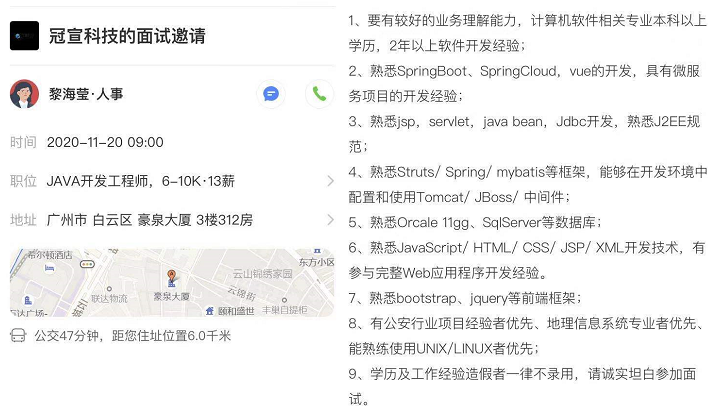 冠宣科技的面试邀请
黎海莹·人事
时间 2020-11-20 09:00
职位 JAVA开发工程师，6-10K·13薪
地址 广州市 白云区 豪泉大厦 3楼312房
希尔顿酒店
东方小区
云山锦绣家园
联达物流
豪泉大厦
云锦街
万达广场-
颐和盛世
丰巢自提柜
公交47分钟，距您住址位置6.0千米
1、要有较好的业务理解能力，计算机软件相关专业本科以上
学历，2年以上软件开发经验；
2、熟悉SpringBoot、SpringCloud，vue的开发，具有微服
务项目的开发经验；
3、熟悉jsp，servlet，java bean，Jdbc开发，熟悉J2EE规
范；
4、熟悉Struts/ Spring/ mybatis等框架，能够在开发环境中
配置和使用Tomcat/ JBoss/ 中间件；
5、熟悉Orcale 11gg、SqlServer等数据库；
6、熟悉JavaScript/ HTML/ CSS/ JSP/ XML开发技术，有
参与完整Web应用程序开发经验。
7、熟悉bootstrap、jquery等前端框架；
8、有公安行业项目经验者优先、地理信息系统专业者优先、
能熟练使用UNIX/LINUX者优先；
9、学历及工作经验造假者一律不录用，请诚实坦白参加面
试。